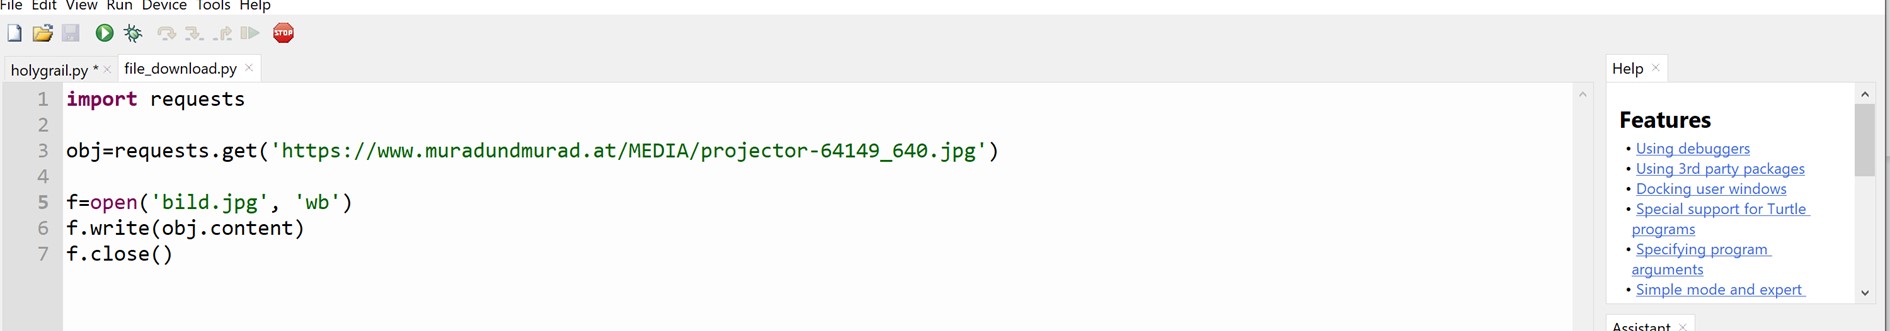 File Edit View Run Device Tools Help
STOP
holygrail.py * ×
file_download.py ×
1 import requests
2
3 obj=requests.get('https://www.muradundmurad.at/MEDIA/projector-64149_640.jpg')
4
5 f=open('bild.jpg', 'wb')
6 f.write(obj.content)
7 f.close()
Help ×
Features
• Using debuggers
• Using 3rd party packages
• Docking user windows
• Special support for Turtle
programs
• Specifying program
arguments
• Simple mode and expert
Assistant ×